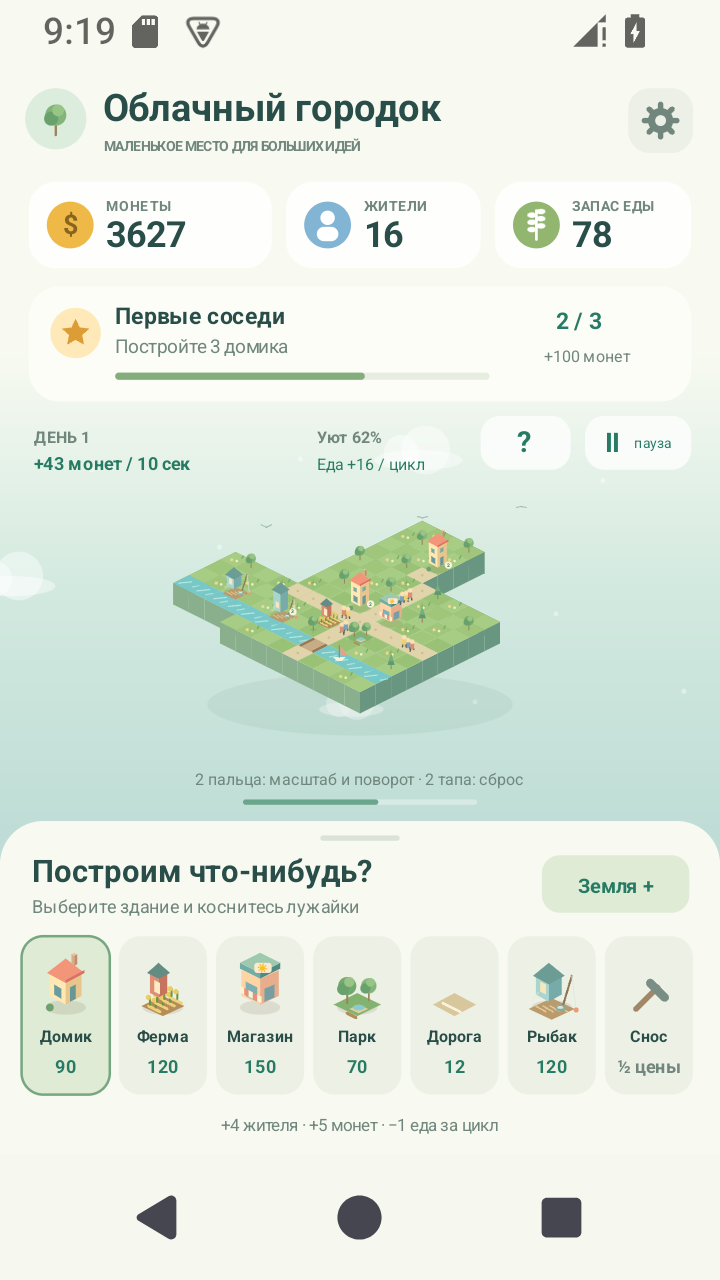 9:19
Облачный городок
МАЛЕНЬКОЕ МЕСТО ДЛЯ БОЛЬШИХ ИДЕЙ
МОНЕТЫ
3627
ЖИТЕЛИ
16
ЗАПАС ЕДЫ
78
Первые соседи
Постройте 3 домика
2 / 3
+100 монет
ДЕНЬ 1
+43 монет / 10 сек
Уют 62%
Еда +16 / цикл
?
пауза
2 пальца: масштаб и поворот · 2 тапа: сброс
Построим что-нибудь?
Выберите здание и коснитесь лужайки
Земля +
Домик
90
Ферма
120
Магазин
150
Парк
70
Дорога
12
Рыбак
120
Снос
½ цены
+4 жителя · +5 монет · −1 еда за цикл